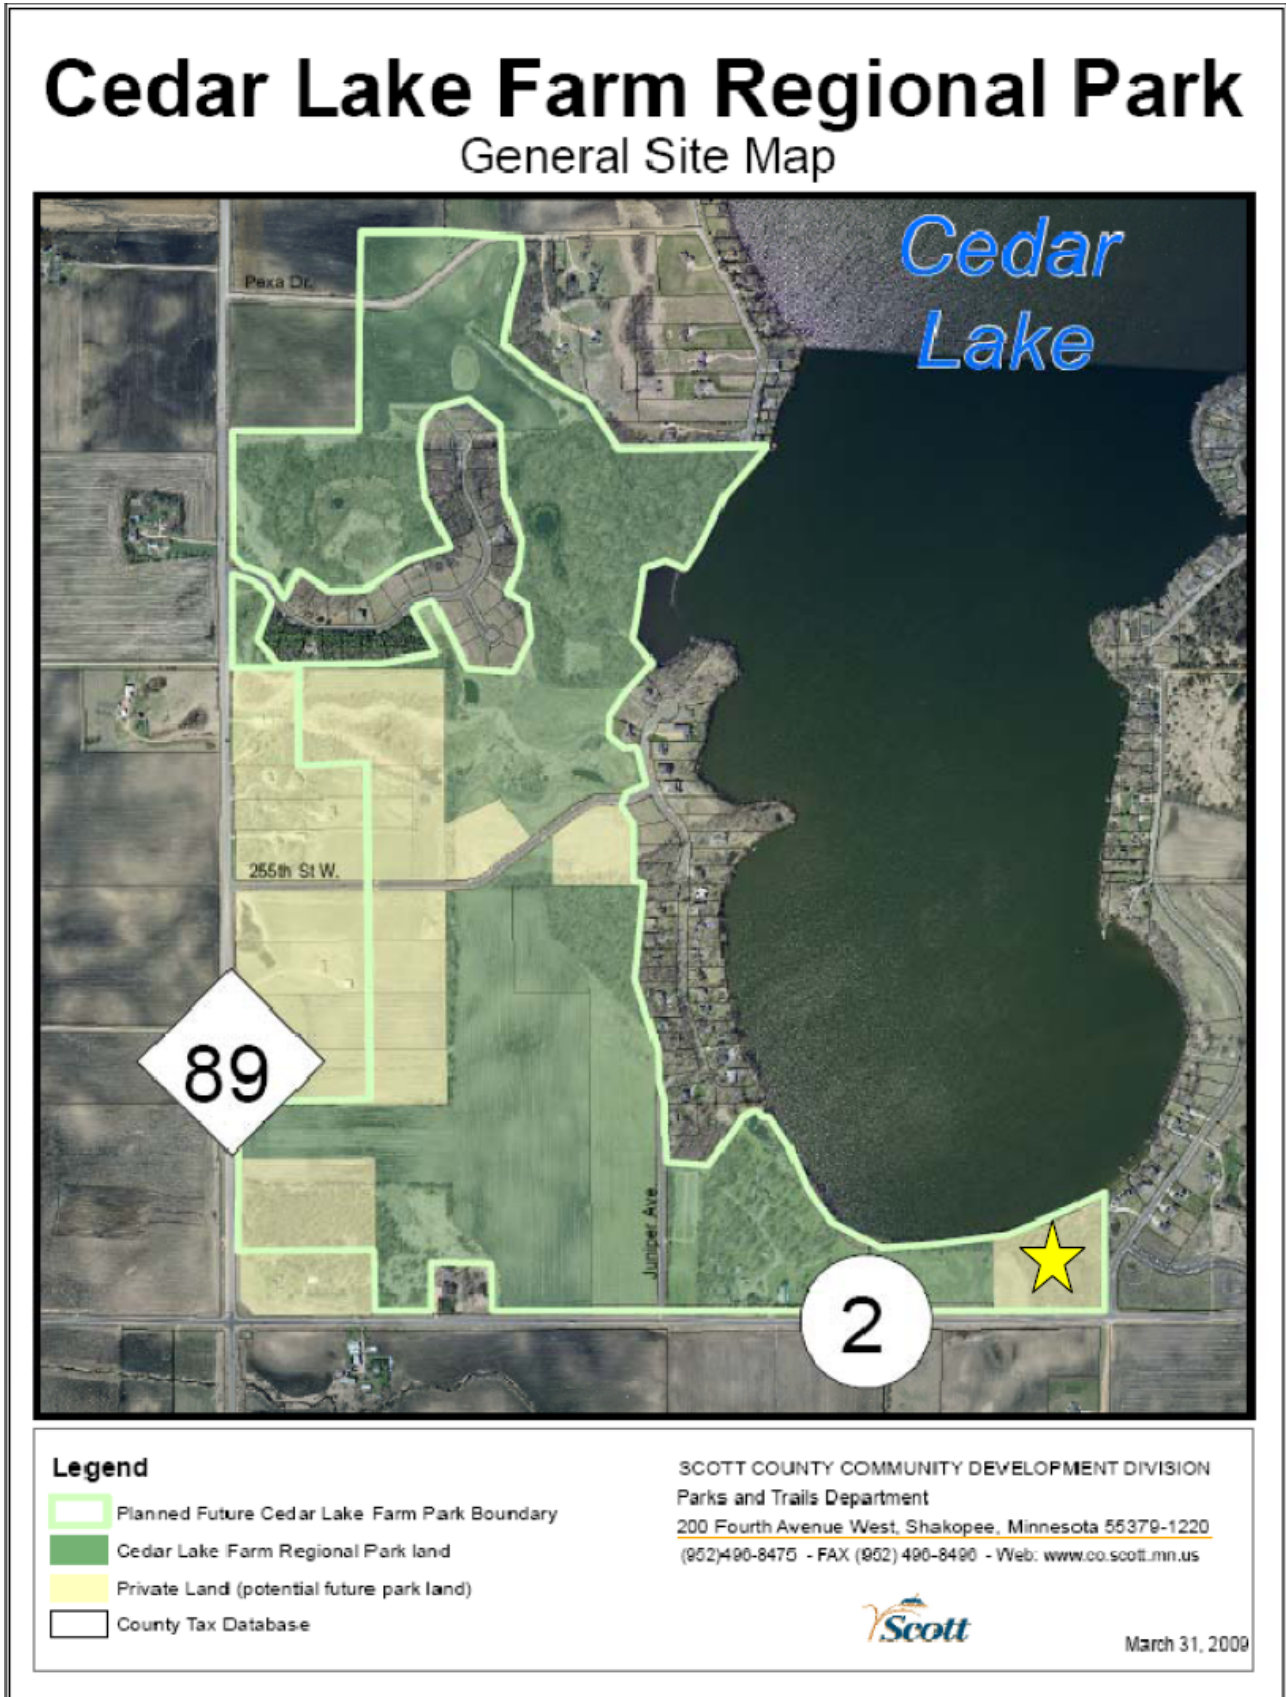 Cedar Lake Farm Regional Park
General Site Map
Cedar
Lake
Pexa Dr.
255th St W.
89
Juniper Ave
2
Legend
Planned Future Cedar Lake Farm Park Boundary
Cedar Lake Farm Regional Park land
Private Land (potential future park land)
County Tax Database
SCOTT COUNTY COMMUNITY DEVELOPMENT DIVISION
Parks and Trails Department
200 Fourth Avenue West, Shakopee, Minnesota 55379-1220
(952)496-8475 - FAX (952) 496-8496 - Web: www.co.scott.mn.us
Scott
March 31, 2009